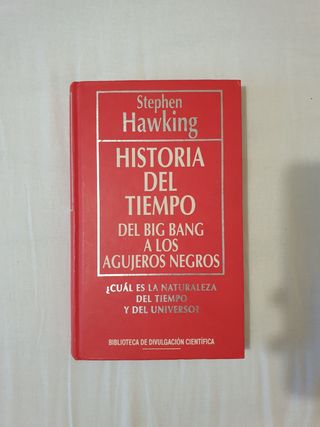 Stephen
Hawking
HISTORIA
DEL
TIEMPO
DEL BIG BANG
A LOS
AGUJEROS NEGROS
¿CUÁL ES LA NATURALEZA
DEL TIEMPO
Y DEL UNIVERSO?
BIBLIOTECA DE DIVULGACIÓN CIENTÍFICA